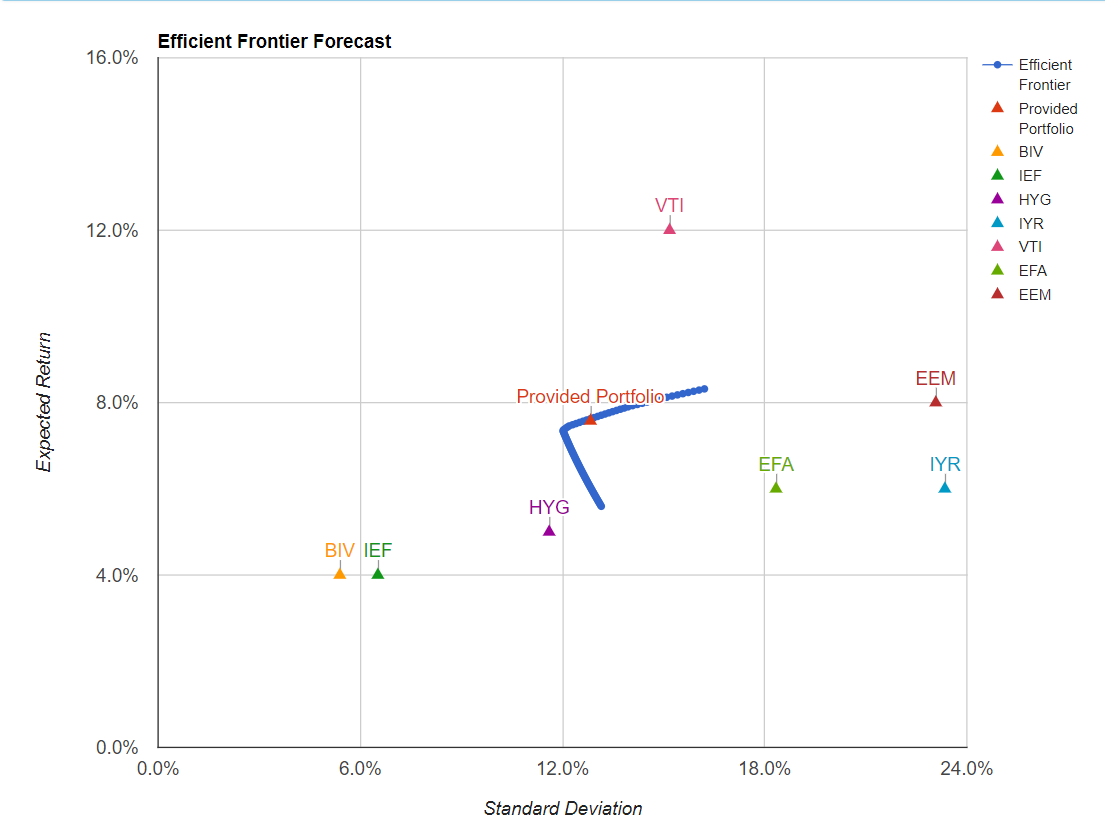 Efficient Frontier Forecast
16.0%
12.0%
8.0%
4.0%
0.0%
Expected Return
VTI
EEM
Provided Portfolio
EFA
IYR
HYG
BIV
IEF
0.0%
6.0%
12.0%
18.0%
24.0%
Standard Deviation
Efficient
Frontier
Provided
Portfolio
BIV
IEF
HYG
IYR
VTI
EFA
EEM